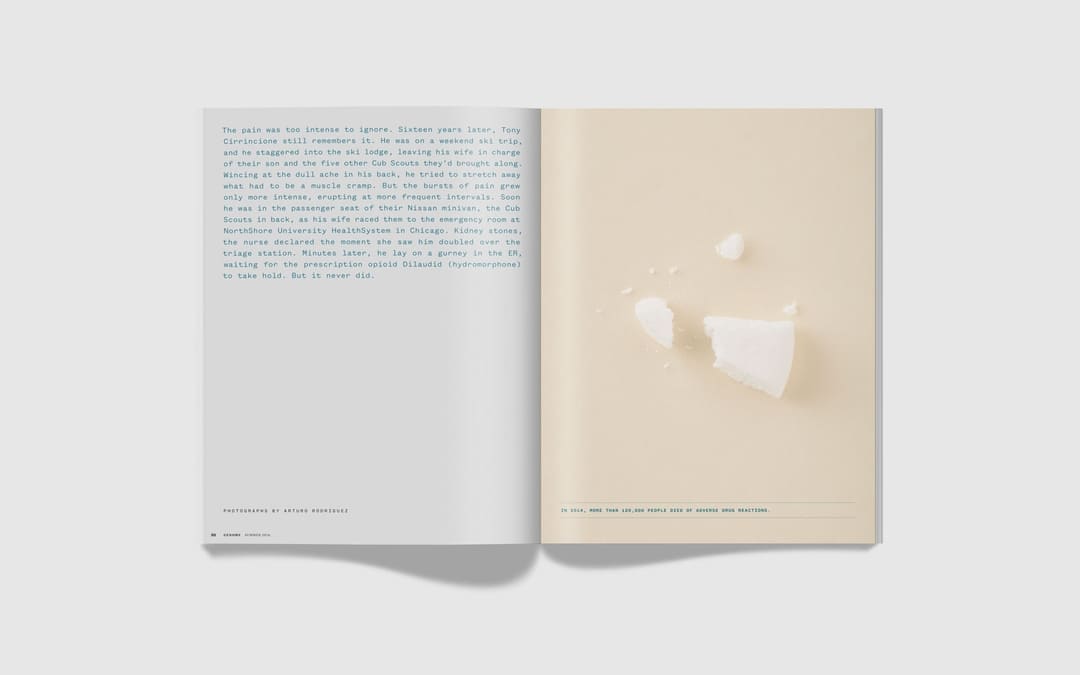 The pain was too intense to ignore. Sixteen years later, Tony
Cirrincione still remembers it. He was on a weekend ski trip,
and he staggered into the ski lodge, leaving his wife in charge
of their son and the five other Cub Scouts they'd brought along.
Wincing at the dull ache in his back, he tried to stretch away
what had to be a muscle cramp. But the bursts of pain grew
only more intense, erupting at more frequent intervals. Soon
he was in the passenger seat of their Nissan minivan, the Cub
Scouts in back, as his wife raced them to the emergency room at
NorthShore University HealthSystem in Chicago. Kidney stones,
the nurse declared the moment she saw him doubled over the
triage station. Minutes later, he lay on a gurney in the ER,
waiting for the prescription opioid Dilaudid (hydromorphone)
to take hold. But it never did.
PHOTOGRAPHS BY ARTURO RODRIGUEZ
GENOME SUMMER
IN 2014, MORE THAN 120,000 PEOPLE DIED OF ADVERSE DRUG REACTIONS.